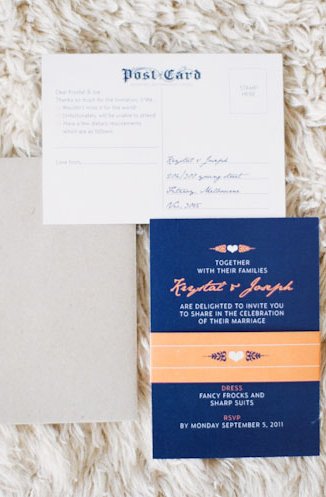 Post Card
Dear Krystal & Joe
Thanks so much for the invitation, I/We...
○ Wouldn't miss it for the world!
○ Unfortunately, will be unable to attend
○ Have a few dietary requirements
which are as follows:
STAMP
HERE
Love from,
Krystal & Joseph
Street
Fitzroy, Melbourne
Vic, 3065
TOGETHER
WITH THEIR FAMILIES
Krystal & Joseph
ARE DELIGHTED TO INVITE YOU
TO SHARE IN THE CELEBRATION
OF THEIR MARRIAGE
DRESS
FANCY FROCKS AND
SHARP SUITS
RSVP
BY MONDAY SEPTEMBER 5, 2011